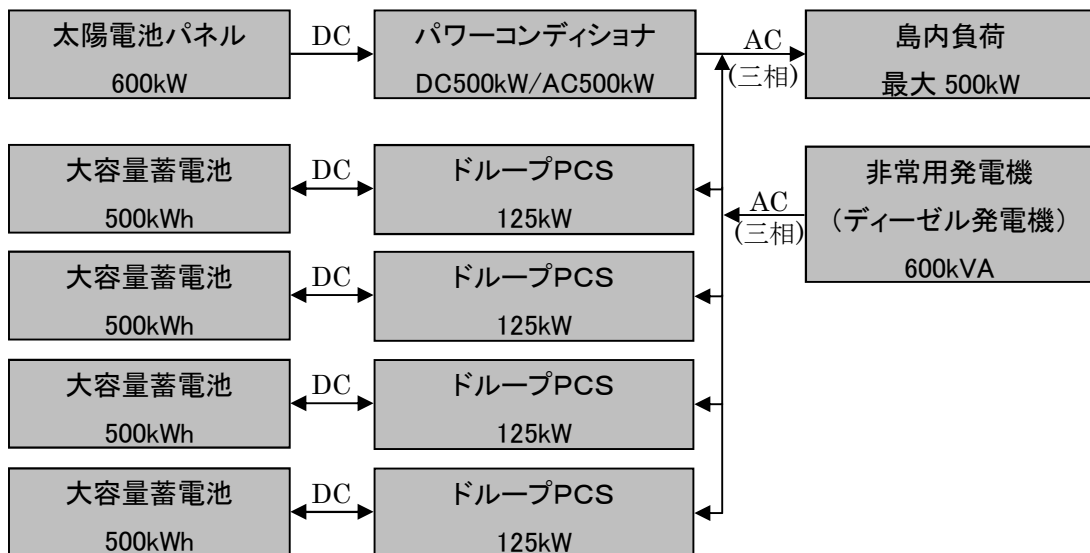 太陽電池パネル
600kW
DC
パワーコンディショナ
DC500kW/AC500kW
AC
(三相)
島内負荷
最大 500kW
大容量蓄電池
500kWh
DC
ドループPCS
125kW
AC
(三相)
非常用発電機
(ディーゼル発電機)
600kVA
大容量蓄電池
500kWh
DC
ドループPCS
125kW
大容量蓄電池
500kWh
DC
ドループPCS
125kW
大容量蓄電池
500kWh
DC
ドループPCS
125kW